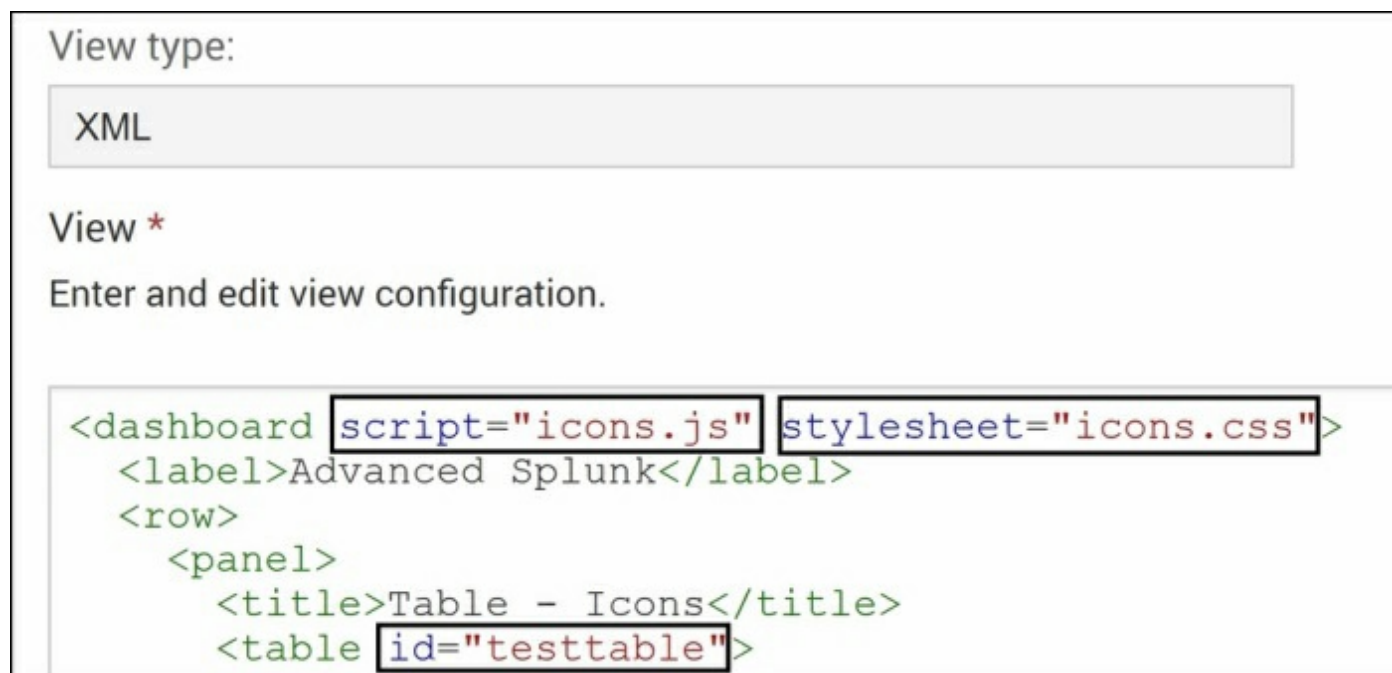 View type:
XML
View *
Enter and edit view configuration.
<dashboard script="icons.js" stylesheet="icons.css">
<label>Advanced Splunk</label>
<row>
<panel>
<title>Table - Icons</title>
<table id="testtable">